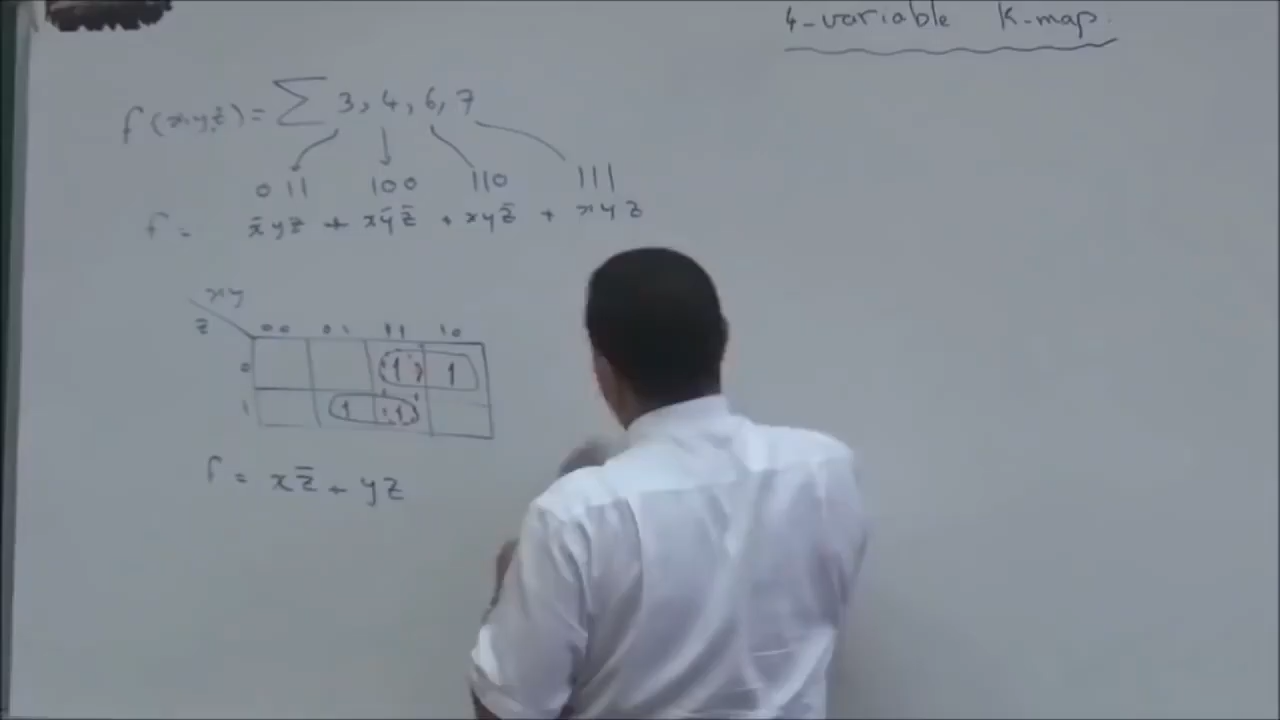 4-variable K-map.
f(x,y,z) = ∑ 3, 4, 6, 7
011 100 110 111
f = x̄yz + xȳz̄ + xyz̄ + xyz
xy
z 00 01 11 10
0 1 1
1 1 1
f = xz̄ + yz